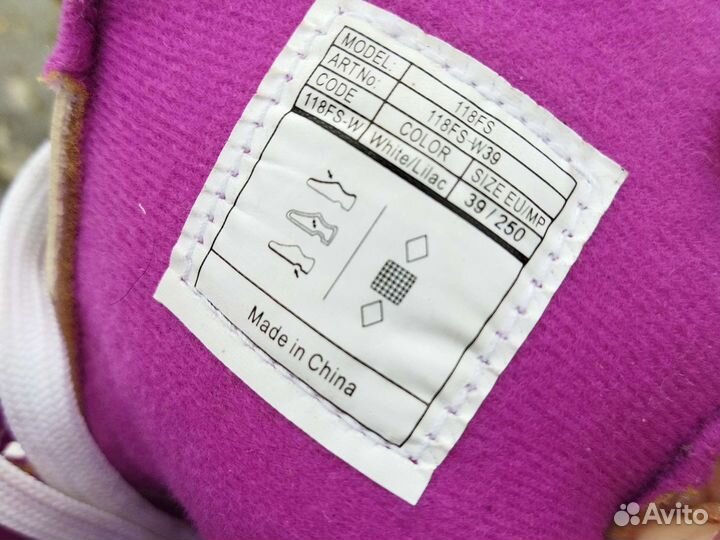 MODEL: 118FS
ART No: 118FS-W39
CODE COLOR SIZE EU/MP
118FS-W White/Lilac 39 / 250
Made in China
Avito